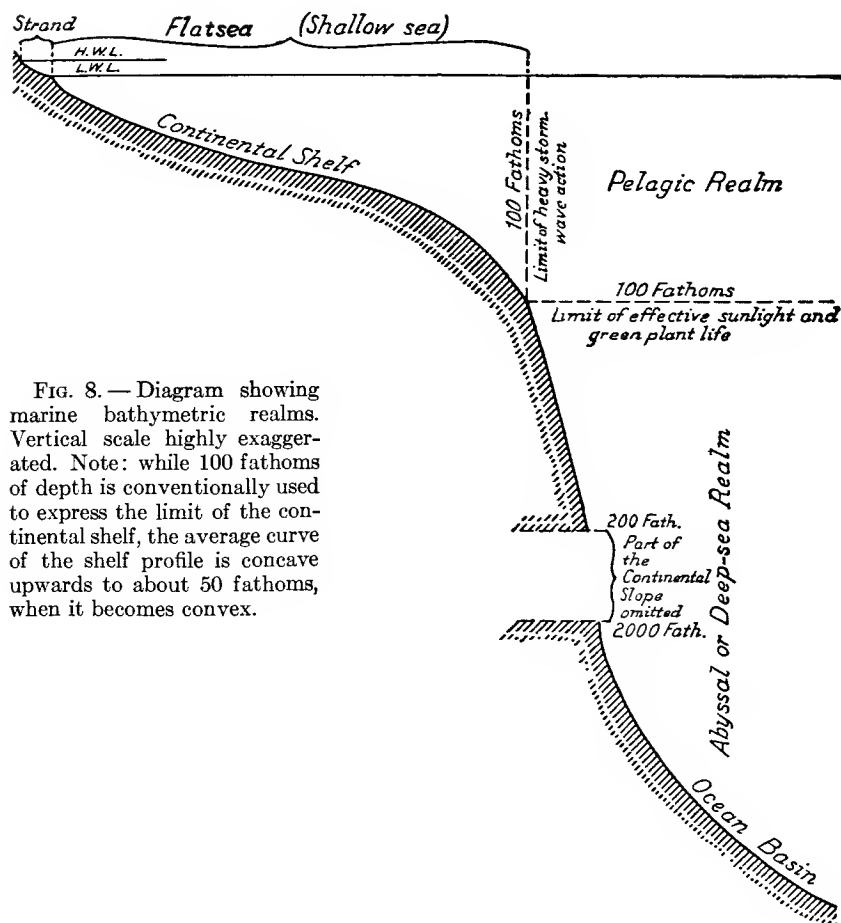 Strand Flatsea (Shallow sea)
H.W.L.
L.W.L.
Continental Shelf
100 Fathoms
Limit of heavy storm-
wave action
Pelagic Realm
100 Fathoms
Limit of effective sunlight and
green plant life
FIG. 8. — Diagram showing
marine bathymetric realms.
Vertical scale highly exagger-
ated. Note: while 100 fathoms
of depth is conventionally used
to express the limit of the con-
tinental shelf, the average curve
of the shelf profile is concave
upwards to about 50 fathoms,
when it becomes convex.
200 Fath.
Part of
the
Continental
Slope
omitted
2000 Fath.
Abyssal or Deep-sea Realm
Ocean Basin